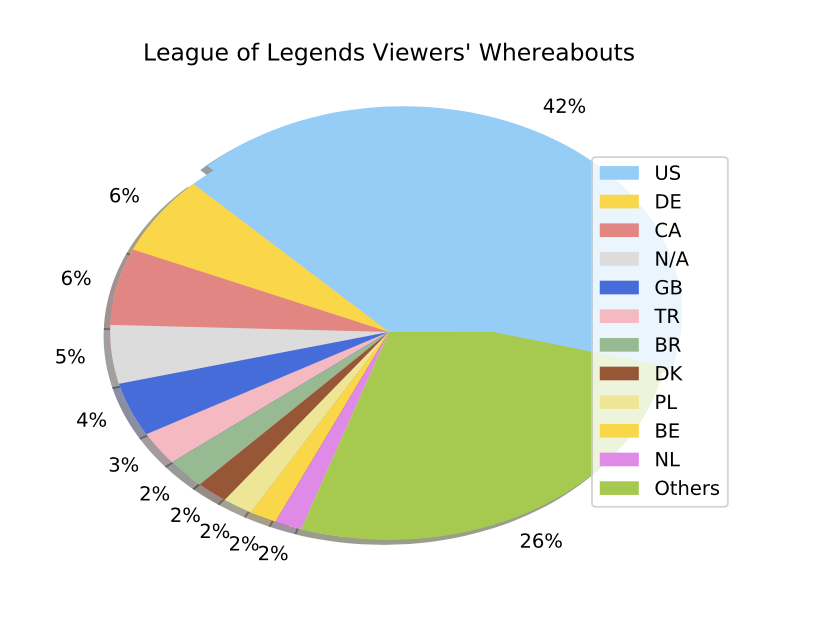 League of Legends Viewers' Whereabouts
42%
6%
6%
5%
4%
3%
2%
2%
2%
2%
2%
26%
US
DE
CA
N/A
GB
TR
BR
DK
PL
BE
NL
Others